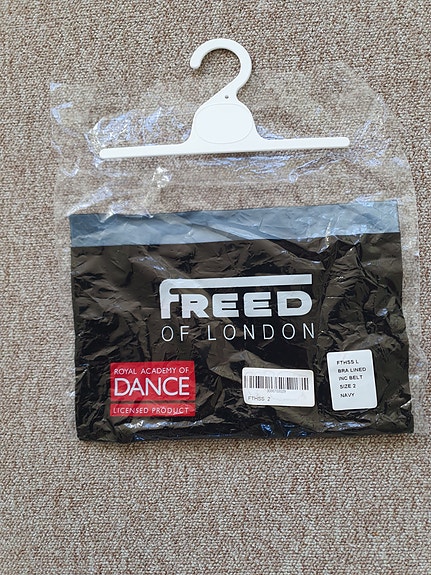 FREED
OF LONDON
ROYAL ACADEMY OF
DANCE
LICENSED PRODUCT
FTHSS 2
FTHSS L
BRA LINED
INC BELT
SIZE 2
NAVY